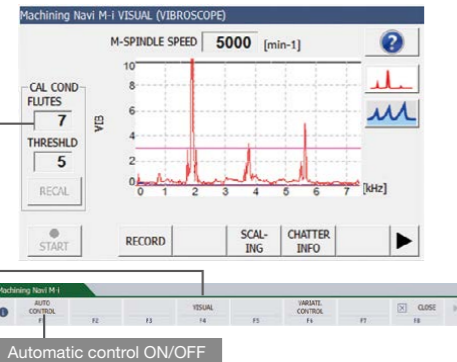 Machining Navi M-i VISUAL (VIBROSCOPE)
M-SPINDLE SPEED 5000 [min-1]
CAL COND
FLUTES
7
THRESHLD
5
RECAL
START
VIB
10
8
6
4
2
0
0 1 2 3 4 5 6 7 [kHz]
RECORD SCAL-ING CHATTER INFO
Machining Navi M-i
AUTO CONTROL VISUAL VARIATI. CONTROL CLOSE
F1 F2 F3 F4 F5 F6 F7 F8
Automatic control ON/OFF